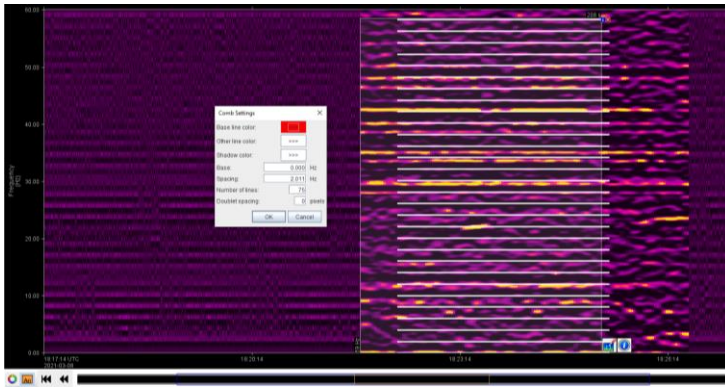 60.00
50.00
40.00
30.00
20.00
10.00
0.00
Frequency
(Hz)
Comb Settings
Base line color:
Other line color:
Shadow color:
Base
0.000 Hz
Spacing:
2.011 Hz
Number of lines:
75
Doublet spacing:
0 pixels
OK
Cancel
18:17:14 UTC
18:20:14
18:23:14
18:26:14
2021-03-09